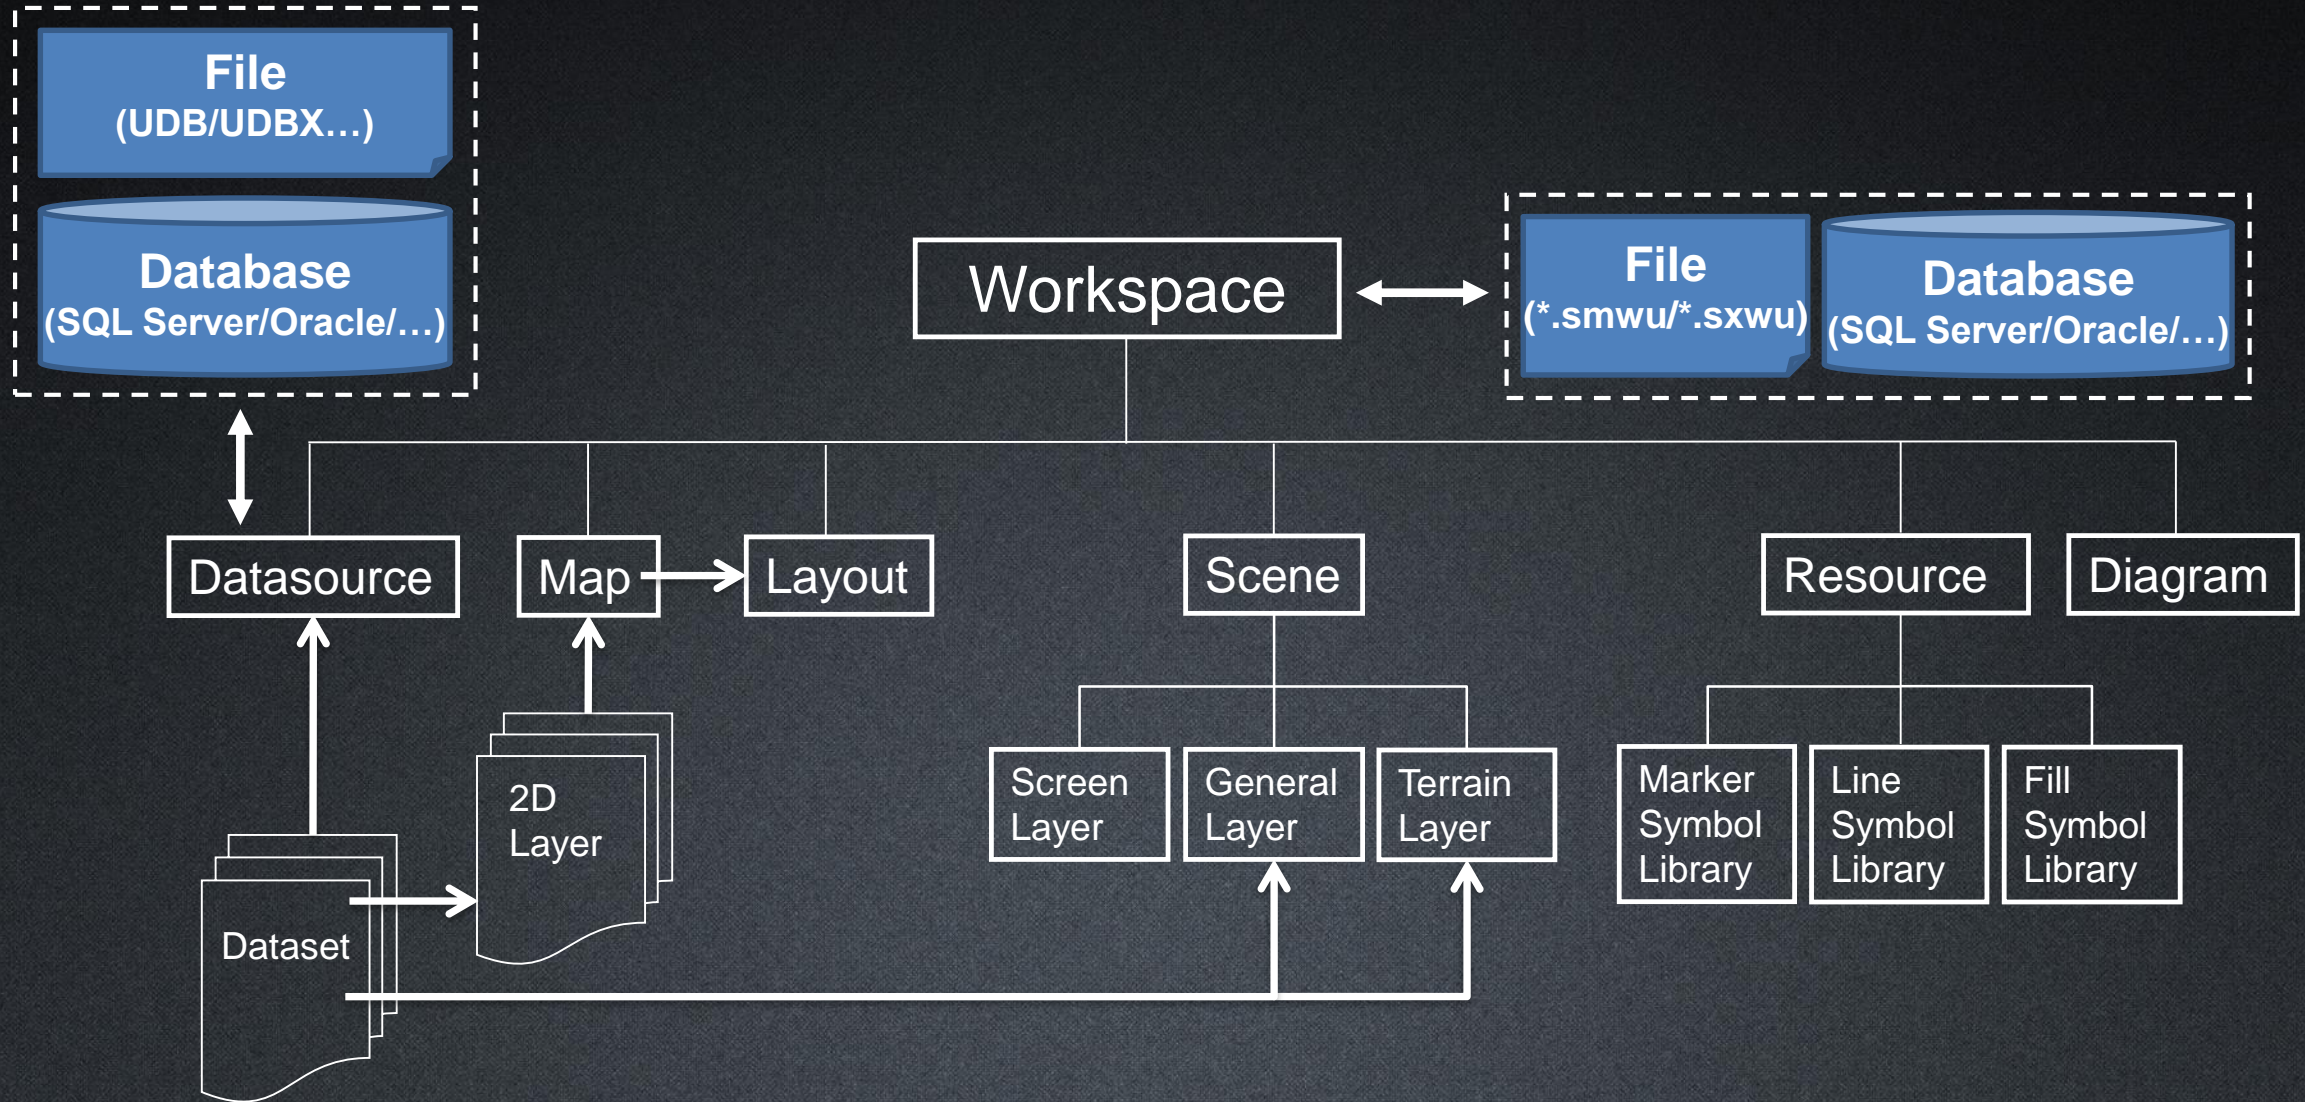 File
(UDB/UDBX…)
Database
(SQL Server/Oracle/…)
Workspace
File
(*.smwu/*.sxwu)
Database
(SQL Server/Oracle/…)
Datasource
Map
Layout
Scene
Resource
Diagram
2D
Layer
Screen
Layer
General
Layer
Terrain
Layer
Marker
Symbol
Library
Line
Symbol
Library
Fill
Symbol
Library
Dataset